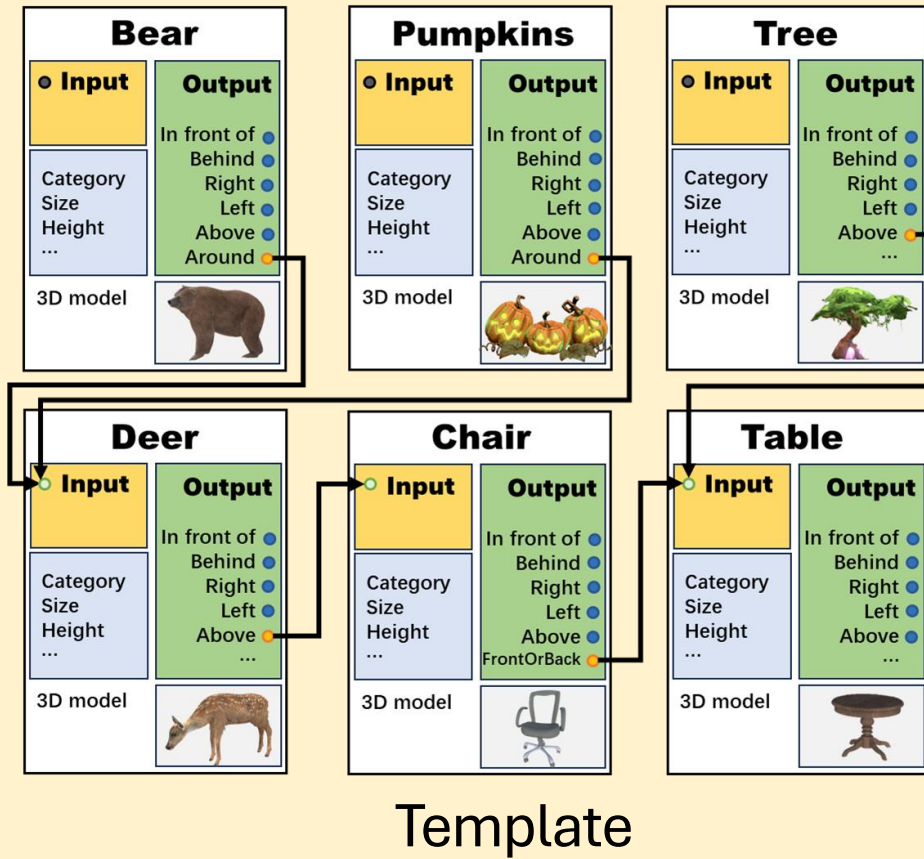 Bear
Input
Output
In front of
Behind
Right
Left
Above
Around
Category
Size
Height
...
3D model
Pumpkins
Input
Output
In front of
Behind
Right
Left
Above
Around
Category
Size
Height
...
3D model
Tree
Input
Output
In front of
Behind
Right
Left
Above
...
Category
Size
Height
...
3D model
Deer
Input
Output
In front of
Behind
Right
Left
Above
...
Category
Size
Height
...
3D model
Chair
Input
Output
In front of
Behind
Right
Left
Above
FrontOrBack
Category
Size
Height
...
3D model
Table
Input
Output
In front of
Behind
Right
Left
Above
...
Category
Size
Height
...
3D model
Template